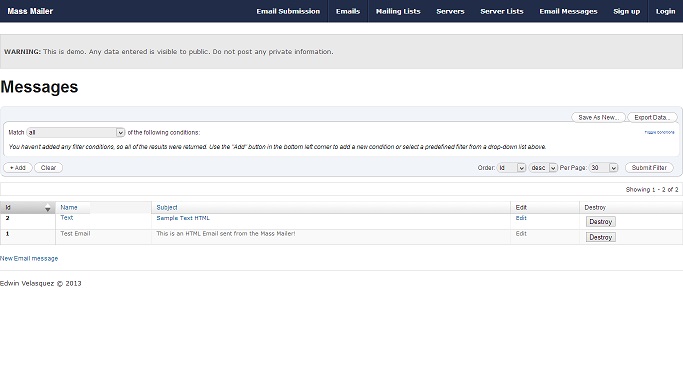 Mass Mailer Email Submission Emails Mailing Lists Servers Server Lists Email Messages Sign up Login
WARNING: This is demo. Any data entered is visible to public. Do not post any private information.
Messages
Save As New... Export Data...
Match all of the following conditions: Toggle conditions
You haven't added any filter conditions, so all of the results were returned. Use the "Add" button in the bottom left corner to add a new condition or select a predefined filter from a drop-down list above.
+ Add Clear Order: Id desc Per Page: 30 Submit Filter
Showing 1 - 2 of 2
Id Name Subject Edit Destroy
2 Text Sample Text HTML Edit Destroy
1 Test Email This is an HTML Email sent from the Mass Mailer! Edit Destroy
New Email message
Edwin Velasquez © 2013